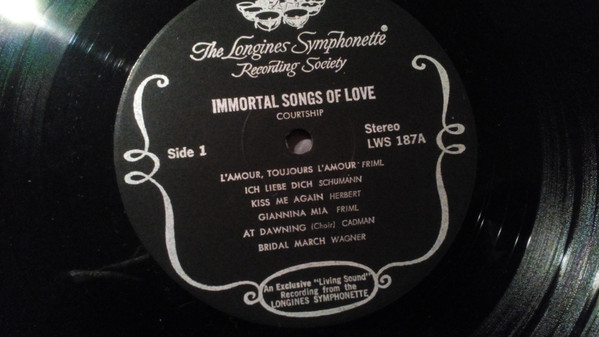 The Longines Symphonette®
Recording Society
IMMORTAL SONGS OF LOVE
COURTSHIP
Side 1
Stereo
LWS 187A
L'AMOUR, TOUJOURS L'AMOUR FRIML
ICH LIEBE DICH SCHUMANN
KISS ME AGAIN HERBERT
GIANNINA MIA FRIML
AT DAWNING (Choir) CADMAN
BRIDAL MARCH WAGNER
An Exclusive "Living Sound"
Recording from the
LONGINES SYMPHONETTE